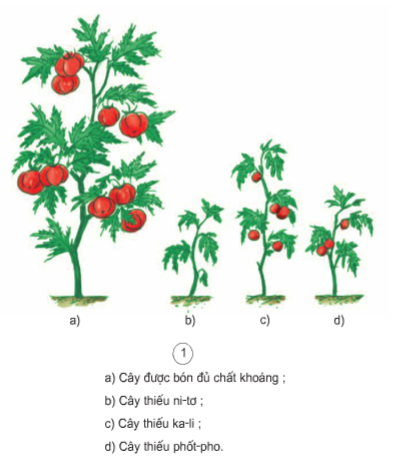 a) b) c) d)
1
a) Cây được bón đủ chất khoáng ;
b) Cây thiếu ni-tơ ;
c) Cây thiếu ka-li ;
d) Cây thiếu phốt-pho.